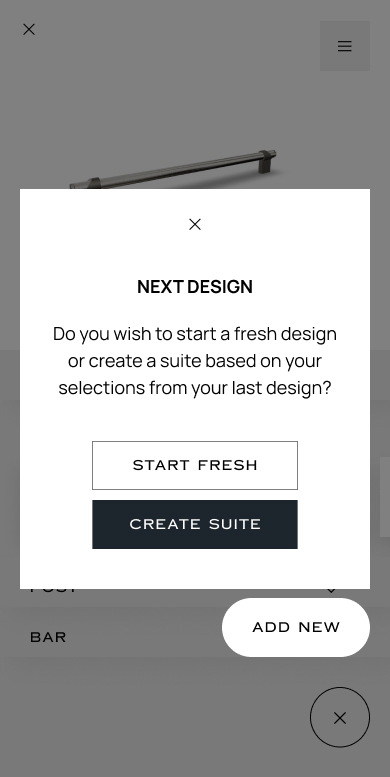 NEXT DESIGN
Do you wish to start a fresh design
or create a suite based on your
selections from your last design?
START FRESH
CREATE SUITE
POST
BAR
ADD NEW